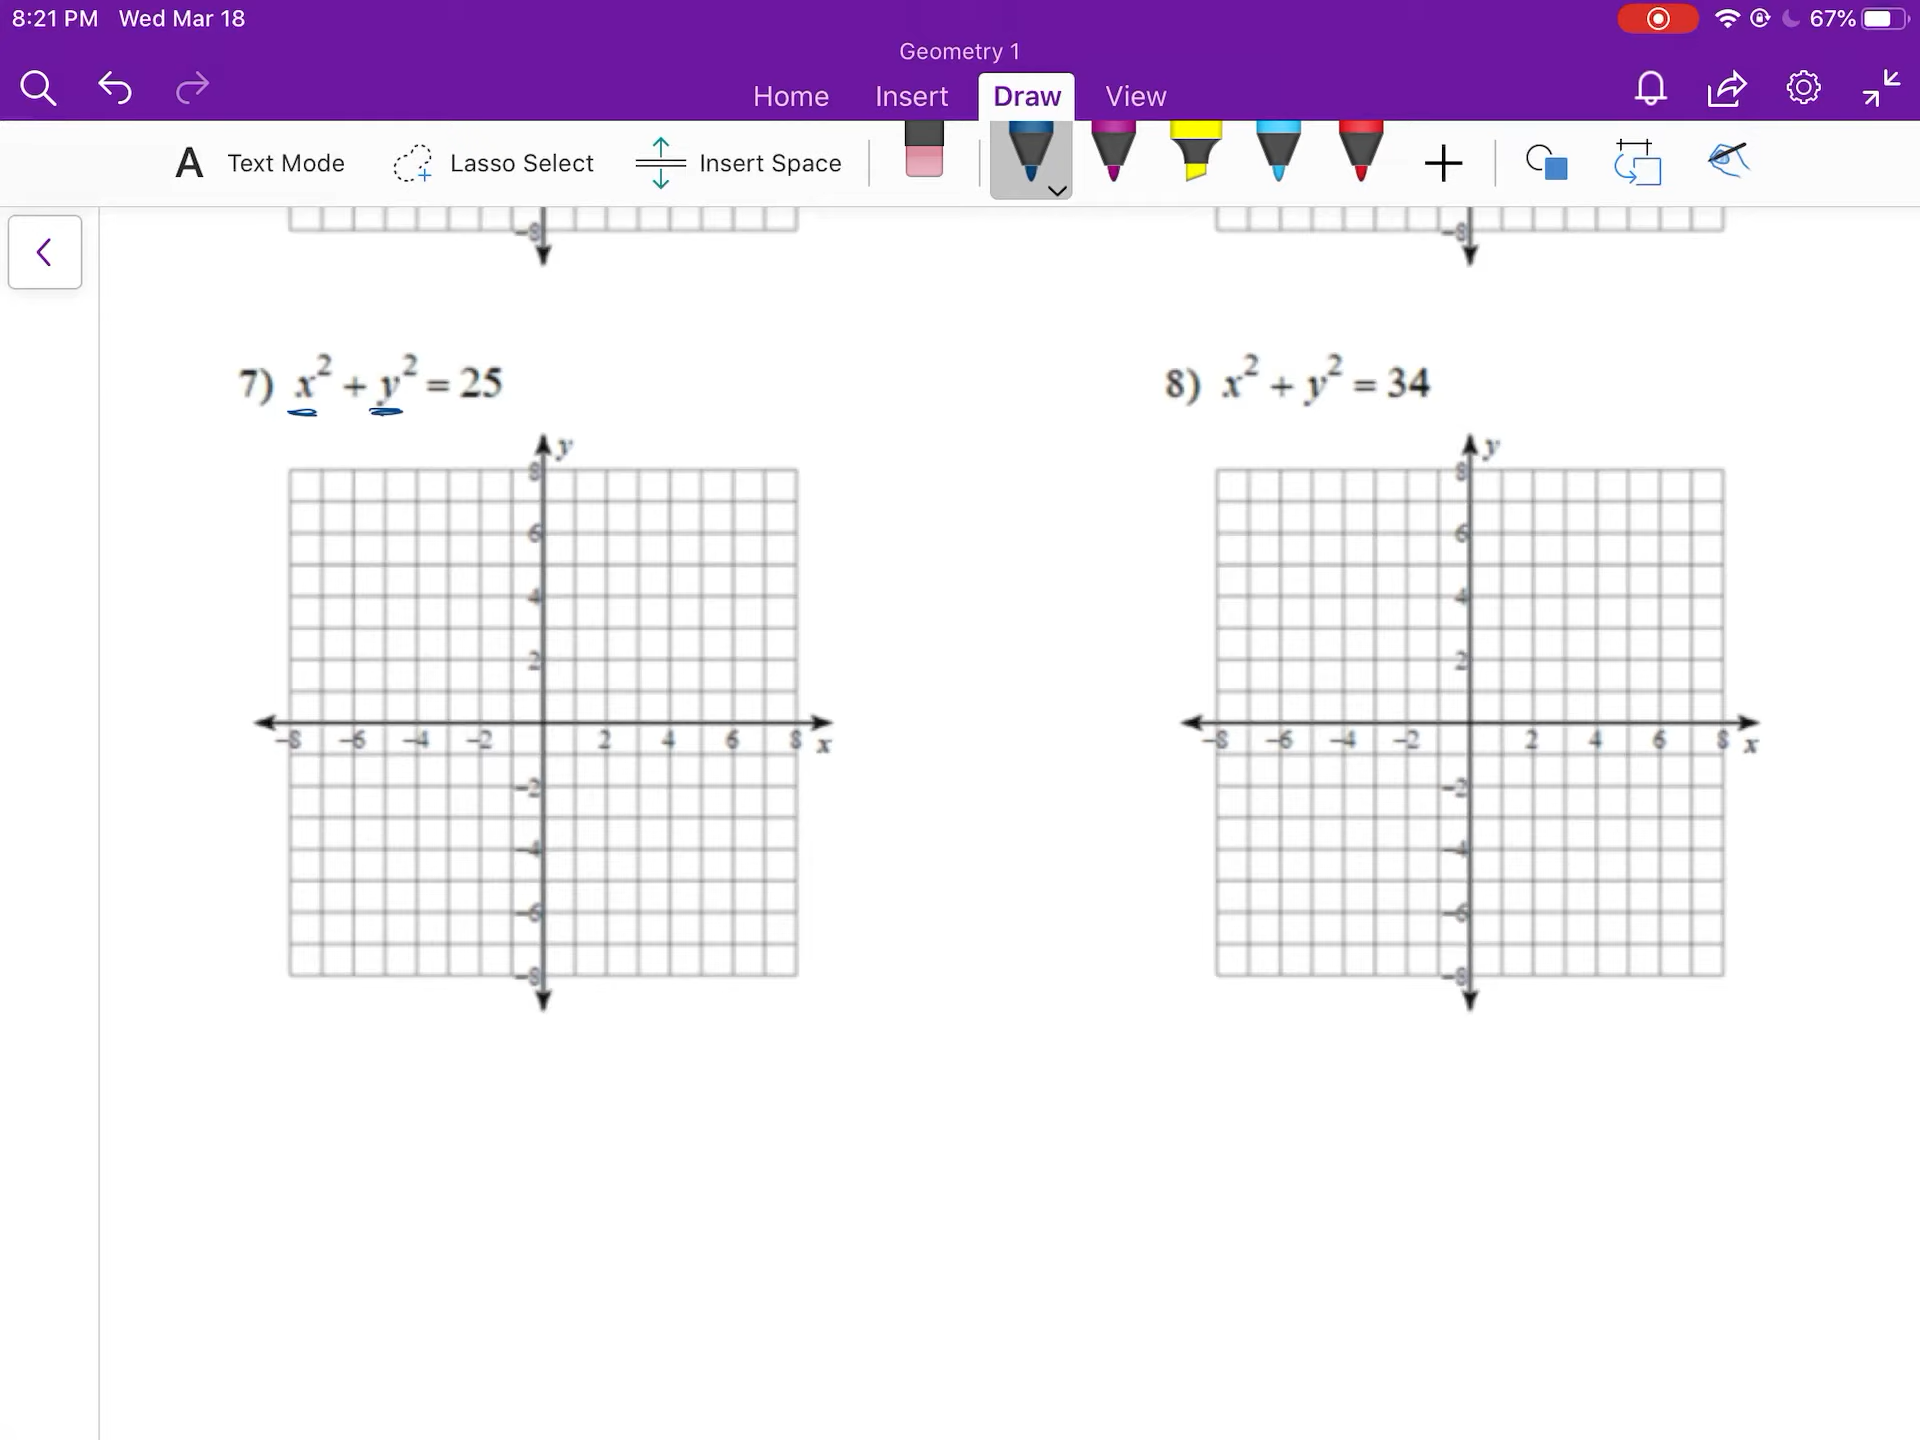 8:21 PM Wed Mar 18
67%
Geometry 1
Home Insert Draw View
A Text Mode Lasso Select Insert Space
-8
-8
7) x² + y² = 25
8) x² + y² = 34
y
8
6
4
2
-8 -6 -4 -2 2 4 6 8 x
-2
-4
-6
-8
y
8
6
4
2
-8 -6 -4 -2 2 4 6 8 x
-2
-4
-6
-8